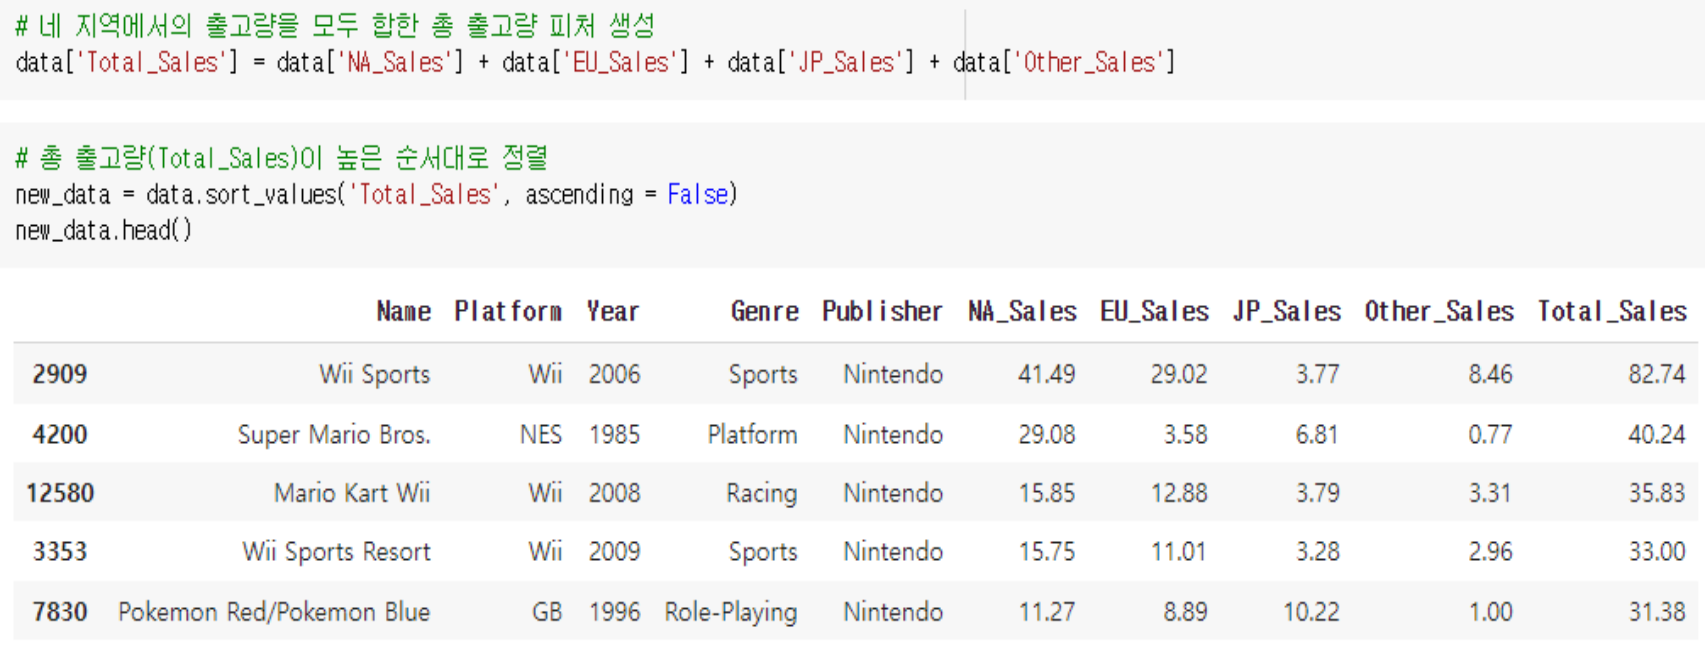 # 네 지역에서의 출고량을 모두 합한 총 출고량 피처 생성
data['Total_Sales'] = data['NA_Sales'] + data['EU_Sales'] + data['JP_Sales'] + data['Other_Sales']
# 총 출고량(Total_Sales)이 높은 순서대로 정렬
new_data = data.sort_values('Total_Sales', ascending = False)
new_data.head()
Name Platform Year Genre Publisher NA_Sales EU_Sales JP_Sales Other_Sales Total_Sales
2909 Wii Sports Wii 2006 Sports Nintendo 41.49 29.02 3.77 8.46 82.74
4200 Super Mario Bros. NES 1985 Platform Nintendo 29.08 3.58 6.81 0.77 40.24
12580 Mario Kart Wii Wii 2008 Racing Nintendo 15.85 12.88 3.79 3.31 35.83
3353 Wii Sports Resort Wii 2009 Sports Nintendo 15.75 11.01 3.28 2.96 33.00
7830 Pokemon Red/Pokemon Blue GB 1996 Role-Playing Nintendo 11.27 8.89 10.22 1.00 31.38